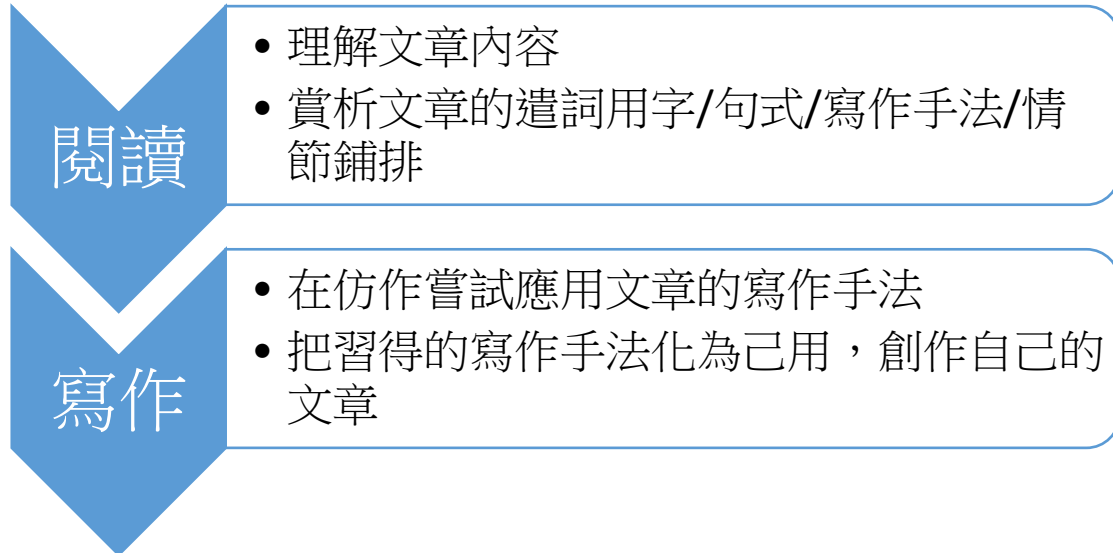 閱讀
• 理解文章內容
• 賞析文章的遣詞用字/句式/寫作手法/情
節鋪排
寫作
• 在仿作嘗試應用文章的寫作手法
• 把習得的寫作手法化為己用，創作自己的
文章